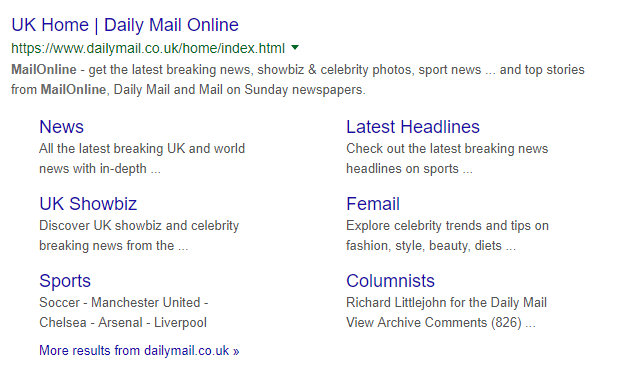 UK Home | Daily Mail Online
https://www.dailymail.co.uk/home/index.html
MailOnline - get the latest breaking news, showbiz & celebrity photos, sport news ... and top stories
from MailOnline, Daily Mail and Mail on Sunday newspapers.
News
All the latest breaking UK and world
news with in-depth ...
Latest Headlines
Check out the latest breaking news
headlines on sports ...
UK Showbiz
Discover UK showbiz and celebrity
breaking news from the ...
Femail
Explore celebrity trends and tips on
fashion, style, beauty, diets ...
Sports
Soccer - Manchester United -
Chelsea - Arsenal - Liverpool
Columnists
Richard Littlejohn for the Daily Mail
View Archive Comments (826) ...
More results from dailymail.co.uk »